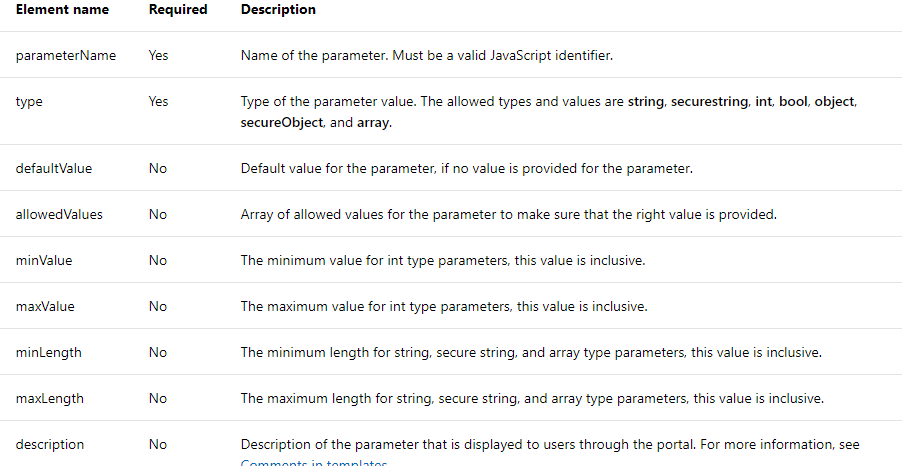 Element name Required Description
parameterName Yes Name of the parameter. Must be a valid JavaScript identifier.
type Yes Type of the parameter value. The allowed types and values are string, securestring, int, bool, object,
secureObject, and array.
defaultValue No Default value for the parameter, if no value is provided for the parameter.
allowedValues No Array of allowed values for the parameter to make sure that the right value is provided.
minValue No The minimum value for int type parameters, this value is inclusive.
maxValue No The maximum value for int type parameters, this value is inclusive.
minLength No The minimum length for string, secure string, and array type parameters, this value is inclusive.
maxLength No The maximum length for string, secure string, and array type parameters, this value is inclusive.
description No Description of the parameter that is displayed to users through the portal. For more information, see
Comments in templates